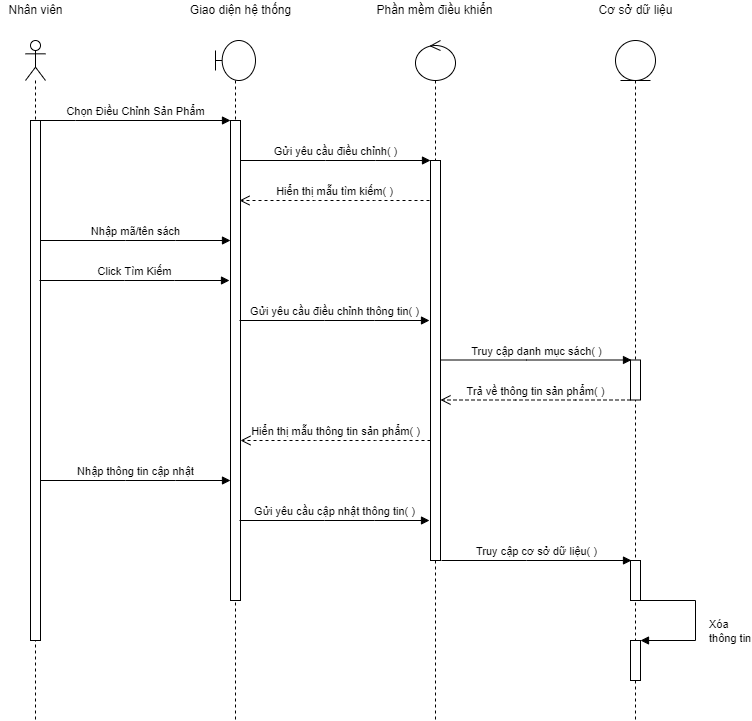 Nhân viên
Giao diện hệ thống
Phần mềm điều khiển
Cơ sở dữ liệu
Chọn Điều Chỉnh Sản Phẩm
Gửi yêu cầu điều chỉnh( )
Hiển thị mẫu tìm kiếm( )
Nhập mã/tên sách
Click Tìm Kiếm
Gửi yêu cầu điều chỉnh thông tin( )
Truy cập danh mục sách( )
Trả về thông tin sản phẩm( )
Hiển thị mẫu thông tin sản phẩm( )
Nhập thông tin cập nhật
Gửi yêu cầu cập nhật thông tin( )
Truy cập cơ sở dữ liệu( )
Xóa
thông tin